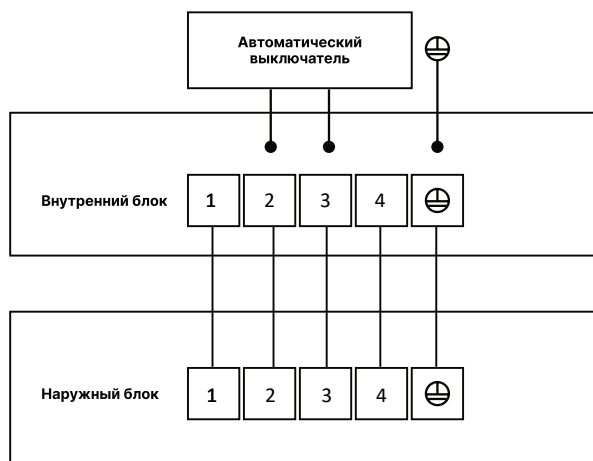 Автоматический
выключатель
Внутренний блок 1 2 3 4
Наружный блок 1 2 3 4